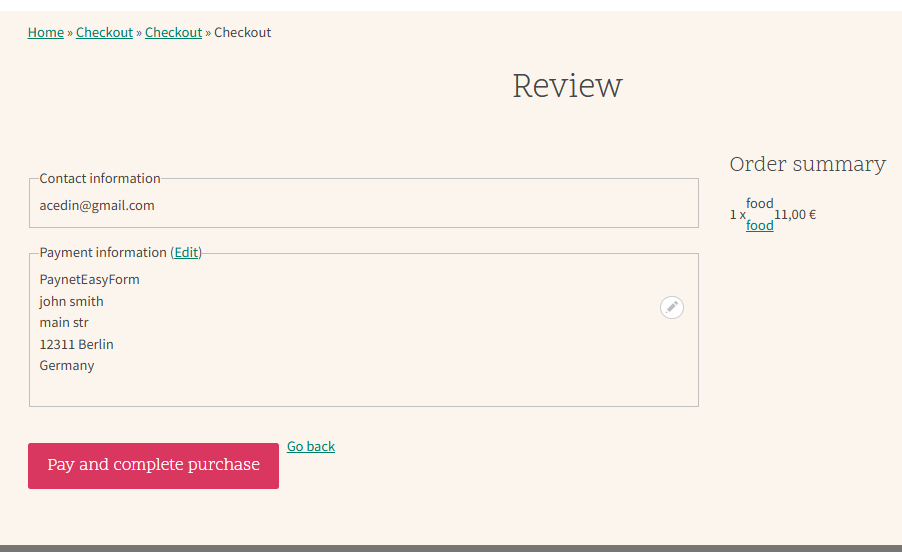 Home » Checkout » Checkout » Checkout
Review
Contact information
acedin@gmail.com
Payment information (Edit)
PaynetEasyForm
john smith
main str
12311 Berlin
Germany
Pay and complete purchase
Go back
Order summary
food
1 x 11,00 €
food